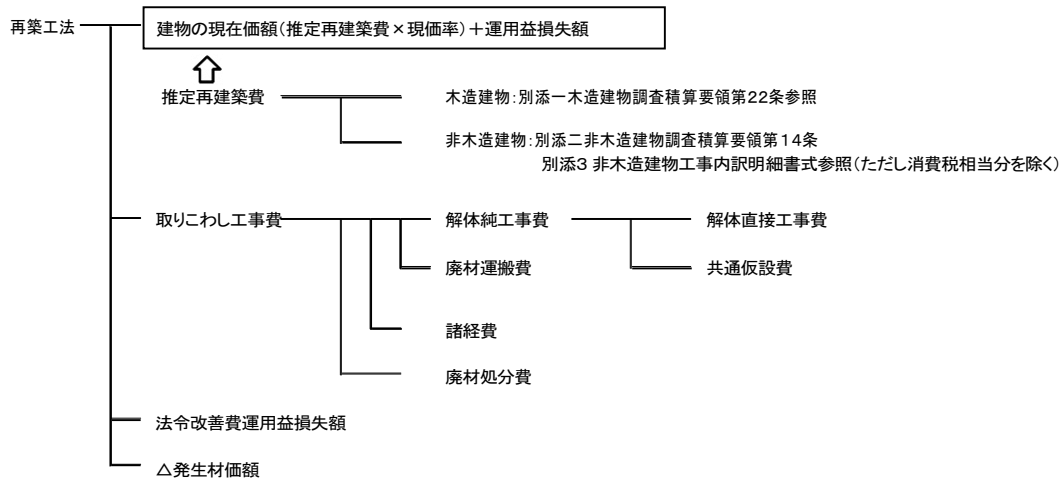 再築工法
建物の現在価額(推定再建築費×現価率)+運用益損失額
推定再建築費
木造建物:別添一木造建物調査積算要領第22条参照
非木造建物:別添二非木造建物調査積算要領第14条
別添3 非木造建物工事内訳明細書式参照(ただし消費税相当分を除く)
取りこわし工事費
解体純工事費
解体直接工事費
廃材運搬費
共通仮設費
諸経費
廃材処分費
法令改善費運用益損失額
△発生材価額